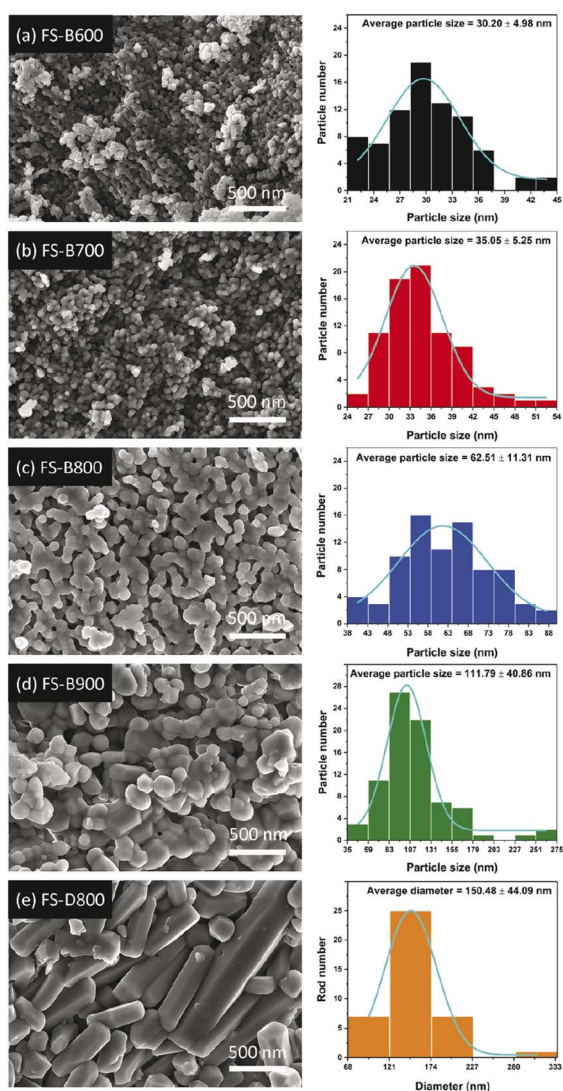 (a) FS-B600
500 nm
Average particle size = 30.20 ± 4.98 nm
Particle number
20
16
12
8
4
0
21 24 27 30 33 36 39 42 45
Particle size (nm)
(b) FS-B700
500 nm
Average particle size = 35.05 ± 5.25 nm
Particle number
24
20
16
12
8
4
0
24 27 30 33 36 39 42 45 48 51 54
Particle size (nm)
(c) FS-B800
500 nm
Average particle size = 62.51 ± 11.31 nm
Particle number
20
16
12
8
4
0
38 43 48 53 58 63 68 73 78 83 88
Particle size (nm)
(d) FS-B900
500 nm
Average particle size = 111.79 ± 40.86 nm
Particle number
28
24
20
16
12
8
4
0
35 59 83 107 131 155 179 203 227 251 275
Particle size (nm)
(e) FS-D800
500 nm
Average diameter = 150.48 ± 44.09 nm
Rod number
25
20
15
10
5
0
68 121 174 227 280 333
Diameter (nm)